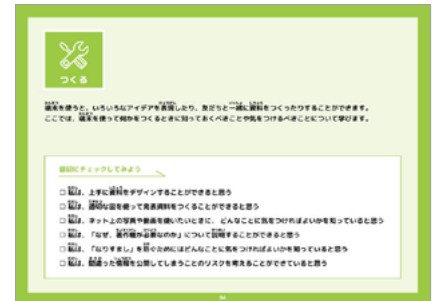 つくる
端末を使うと、いろいろなアイデアを表現したり、友だちと一緒に資料をつくったりすることができます。
ここでは、端末を使って何かをつくるときに知っておくべきことや気をつけるべきことについて学びます。
最初にチェックしてみよう
□ 私は、上手に資料をデザインすることができると思う
□ 私は、適切な図を使って発表資料をつくることができると思う
□ 私は、ネット上の写真や動画を使いたいときに、どんなことに気をつければよいかを知っていると思う
□ 私は、「なぜ、著作権が必要なのか」について説明することができると思う
□ 私は、「なりすまし」を防ぐためにはどんなことに気をつければよいかを知っていると思う
□ 私は、間違った情報を公開してしまうことのリスクを考えることができていると思う